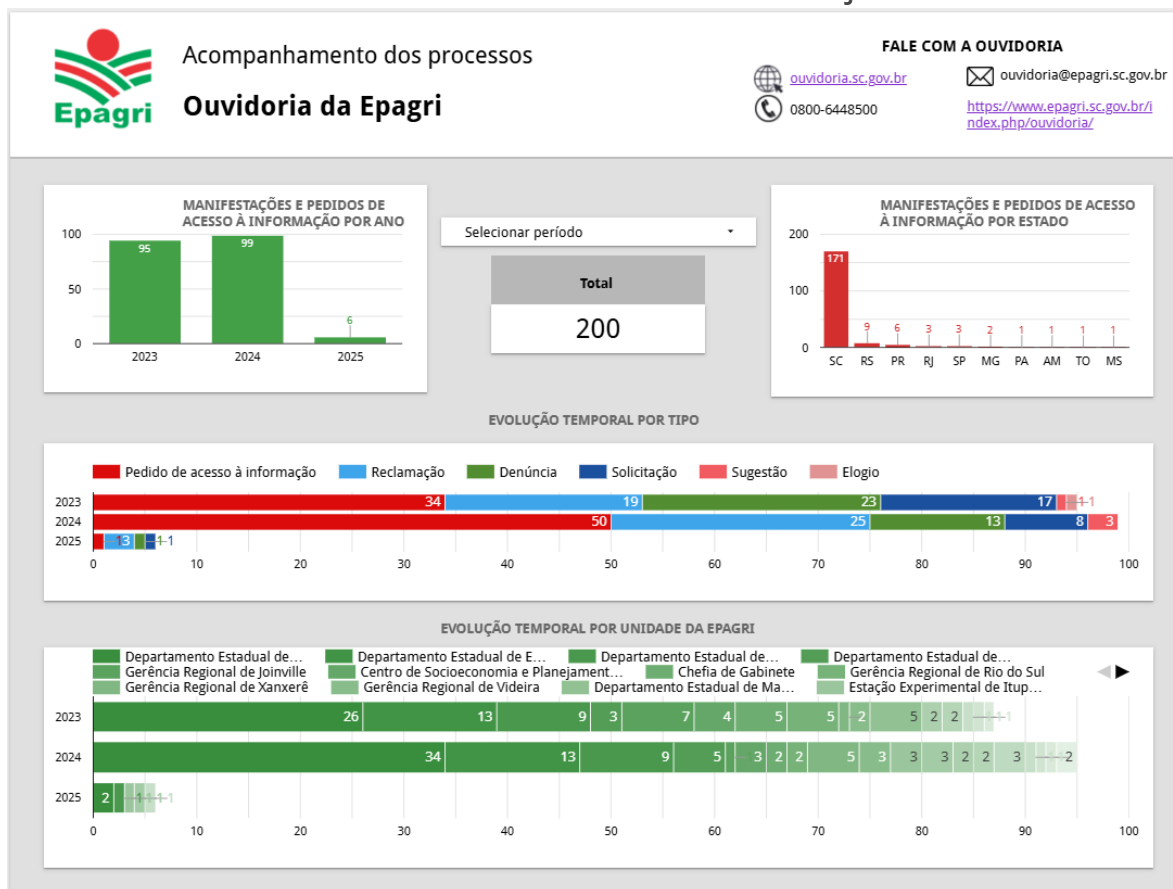 Acompanhamento dos processos
Ouvidoria da Epagri
Epagri
FALE COM A OUVIDORIA
ouvidoria.sc.gov.br
ouvidoria@epagri.sc.gov.br
0800-6448500
https://www.epagri.sc.gov.br/i
ndex.php/ouvidoria/
MANIFESTAÇÕES E PEDIDOS DE
ACESSO À INFORMAÇÃO POR ANO
100
50
0
95
99
6
2023 2024 2025
Selecionar período
Total
200
MANIFESTAÇÕES E PEDIDOS DE ACESSO
À INFORMAÇÃO POR ESTADO
200
100
0
171 9 6 3 3 2 1 1 1 1
SC RS PR RJ SP MG PA AM TO MS
EVOLUÇÃO TEMPORAL POR TIPO
Pedido de acesso à informação Reclamação Denúncia Solicitação Sugestão Elogio
2023 34 19 23 17 1 1
2024 50 25 13 8 3
2025 1 3 1 1
0 10 20 30 40 50 60 70 80 90 100
EVOLUÇÃO TEMPORAL POR UNIDADE DA EPAGRI
Departamento Estadual de... Departamento Estadual de E... Departamento Estadual de... Departamento Estadual de...
Gerência Regional de Joinville Centro de Socioeconomia e Planejament... Chefia de Gabinete Gerência Regional de Rio do Sul
Gerência Regional de Xanxerê Gerência Regional de Videira Departamento Estadual de Ma... Estação Experimental de Itup...
2023 26 13 9 3 7 4 5 5 2 5 2 2
2024 34 13 9 5 3 2 2 5 3 3 3 2 2 3 2
2025 2 1 1 1 1
0 10 20 30 40 50 60 70 80 90 100